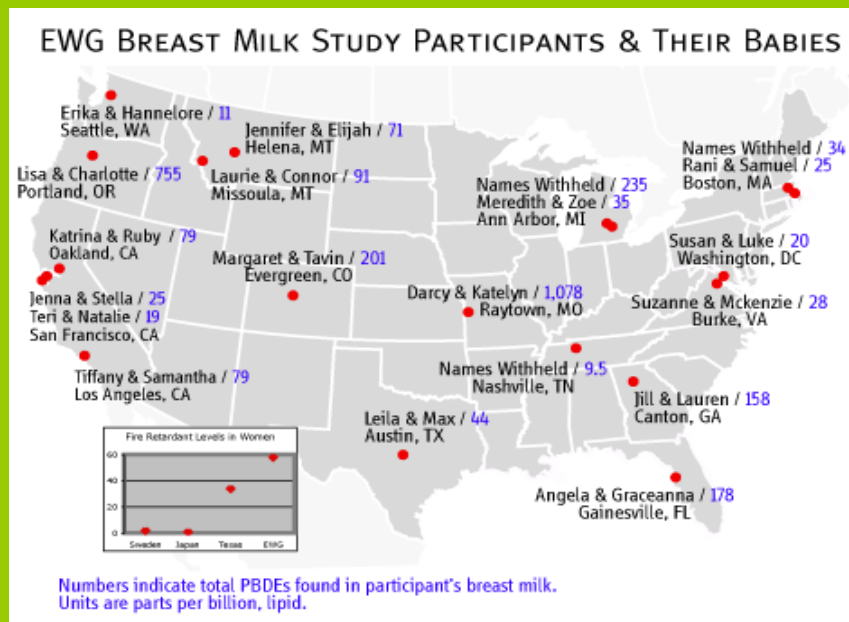 EWG Breast Milk Study Participants & Their Babies
Erika & Hannelore / 11
Seattle, WA
Jennifer & Elijah / 71
Helena, MT
Lisa & Charlotte / 755
Portland, OR
Laurie & Connor / 91
Missoula, MT
Names Withheld / 34
Rani & Samuel / 25
Boston, MA
Names Withheld / 235
Meredith & Zoe / 35
Ann Arbor, MI
Katrina & Ruby / 79
Oakland, CA
Margaret & Tavin / 201
Evergreen, CO
Susan & Luke / 20
Washington, DC
Jenna & Stella / 25
Teri & Natalie / 19
San Francisco, CA
Darcy & Katelyn / 1,078
Raytown, MO
Suzanne & Mckenzie / 28
Burke, VA
Tiffany & Samantha / 79
Los Angeles, CA
Names Withheld / 9.5
Nashville, TN
Jill & Lauren / 158
Canton, GA
Leila & Max / 44
Austin, TX
Angela & Graceanna / 178
Gainesville, FL
Fire Retardant Levels in Women
60
40
20
0
Sweden Japan Texas EWG
Numbers indicate total PBDEs found in participant's breast milk.
Units are parts per billion, lipid.